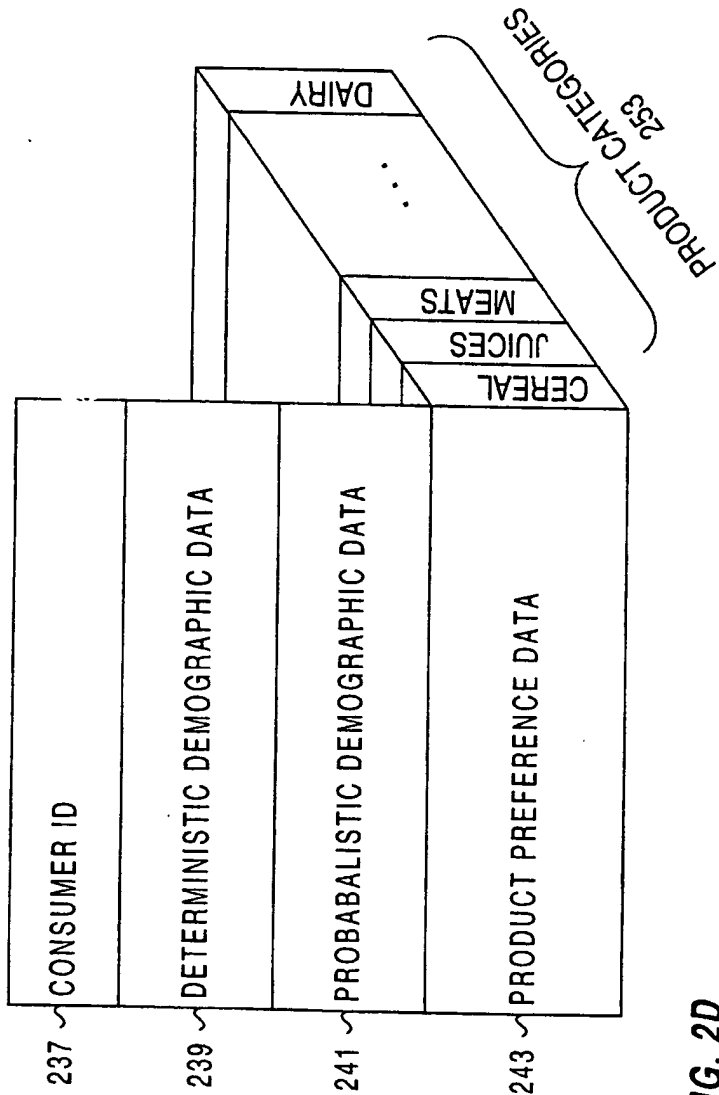 237 CONSUMER ID
239 DETERMINISTIC DEMOGRAPHIC DATA
241 PROBABALISTIC DEMOGRAPHIC DATA
243 PRODUCT PREFERENCE DATA
CEREAL
JUICES
MEATS
...
DAIRY
PRODUCT CATEGORIES
253
IG. 2D